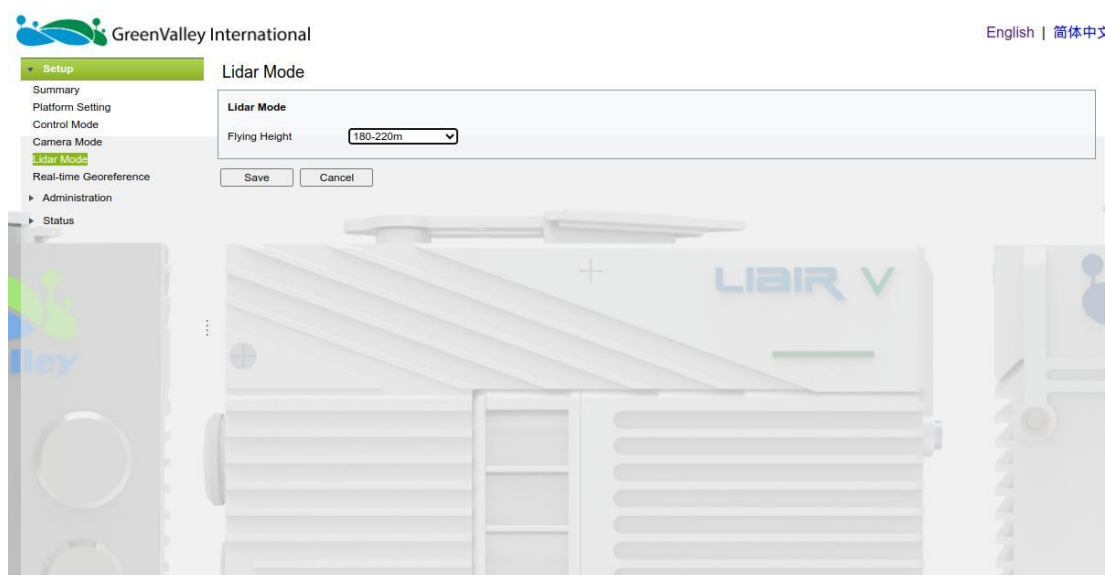 GreenValley International
English | 简体中文
Setup
Lidar Mode
Summary
Platform Setting
Lidar Mode
Control Mode
Flying Height 180-220m
Camera Mode
Lidar Mode
Real-time Georeference
Save Cancel
Administration
Status
LIAIR V
lley